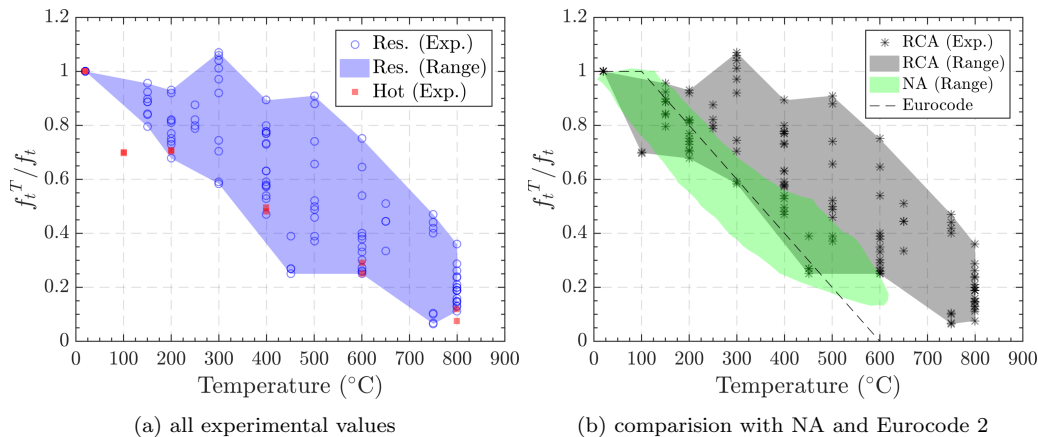 1.2
1
0.8
0.6
0.4
0.2
0
f_t^T/f_t
Res. (Exp.)
Res. (Range)
Hot (Exp.)
100 200 300 400 500 600 700 800 900
Temperature (°C)
(a) all experimental values
1.2
1
0.8
0.6
0.4
0.2
0
f_t^T/f_t
RCA (Exp.)
RCA (Range)
NA (Range)
Eurocode
0 100 200 300 400 500 600 700 800 900
Temperature (°C)
(b) comparision with NA and Eurocode 2